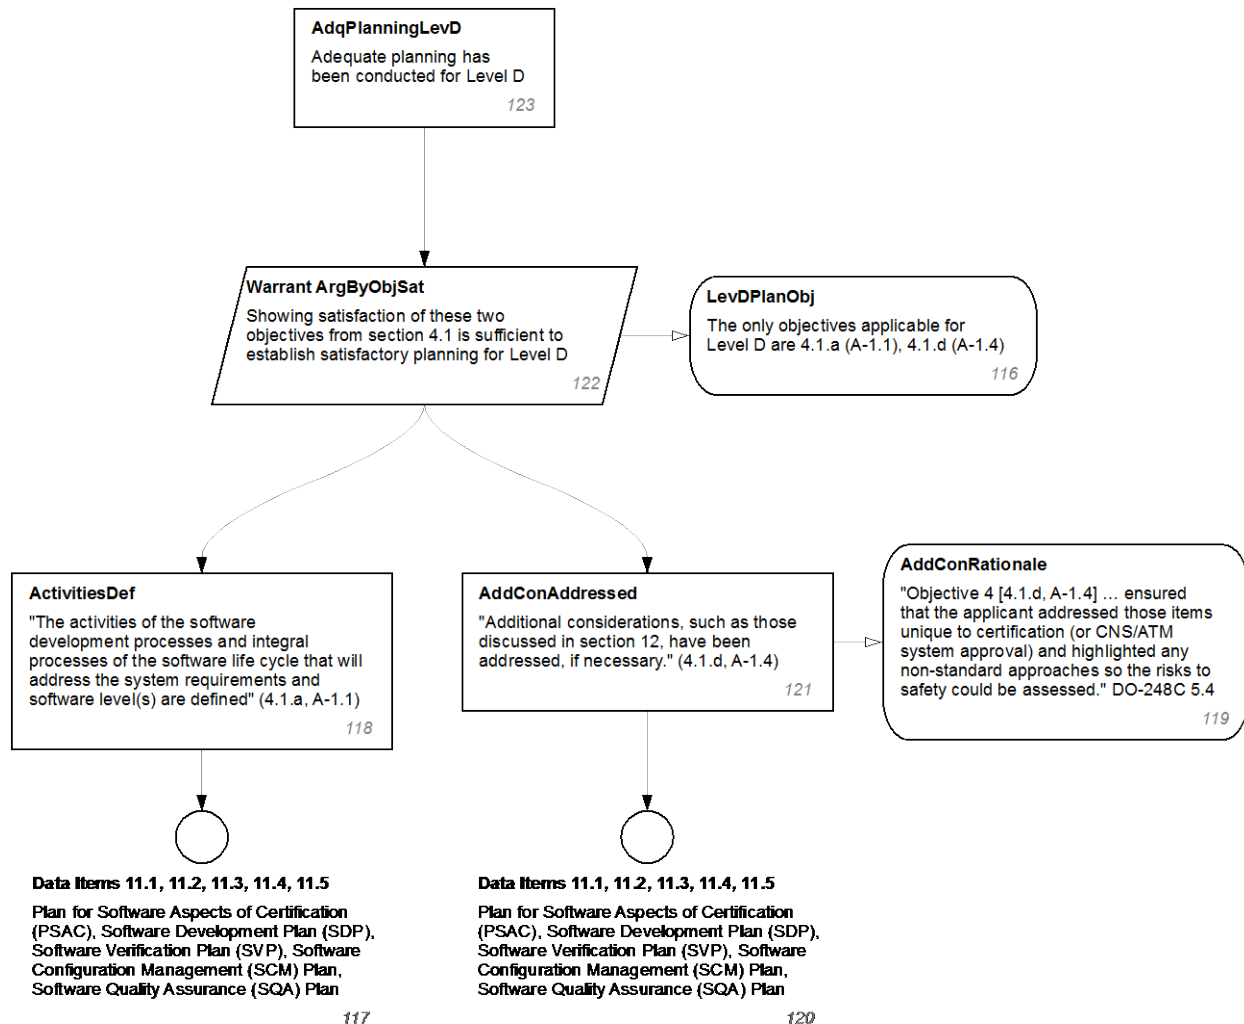 AdqPlanningLevD
Adequate planning has
been conducted for Level D
123
Warrant ArgByObjSat
Showing satisfaction of these two
objectives from section 4.1 is sufficient to
establish satisfactory planning for Level D
122
LevDPlanObj
The only objectives applicable for
Level D are 4.1.a (A-1.1), 4.1.d (A-1.4)
116
ActivitiesDef
"The activities of the software
development processes and integral
processes of the software life cycle that will
address the system requirements and
software level(s) are defined" (4.1.a, A-1.1)
118
AddConAddressed
"Additional considerations, such as those
discussed in section 12, have been
addressed, if necessary." (4.1.d, A-1.4)
121
AddConRationale
"Objective 4 [4.1.d, A-1.4] ... ensured
that the applicant addressed those items
unique to certification (or CNS/ATM
system approval) and highlighted any
non-standard approaches so the risks to
safety could be assessed." DO-248C 5.4
119
Data Items 11.1, 11.2, 11.3, 11.4, 11.5
Plan for Software Aspects of Certification
(PSAC), Software Development Plan (SDP),
Software Verification Plan (SVP), Software
Configuration Management (SCM) Plan,
Software Quality Assurance (SQA) Plan
117
Data Items 11.1, 11.2, 11.3, 11.4, 11.5
Plan for Software Aspects of Certification
(PSAC), Software Development Plan (SDP),
Software Verification Plan (SVP), Software
Configuration Management (SCM) Plan,
Software Quality Assurance (SQA) Plan
120